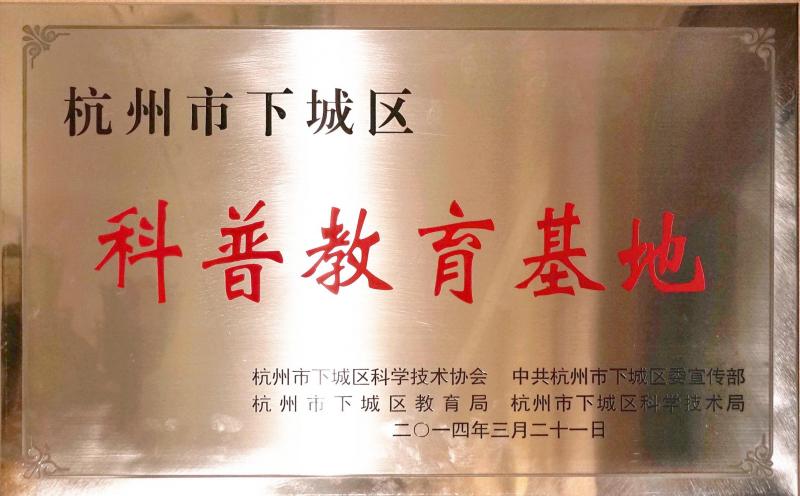 杭州市下城区
科普教育基地
杭州市下城区科学技术协会 中共杭州市下城区委宣传部
杭州市下城区教育局 杭州市下城区科学技术局
二〇一四年三月二十一日